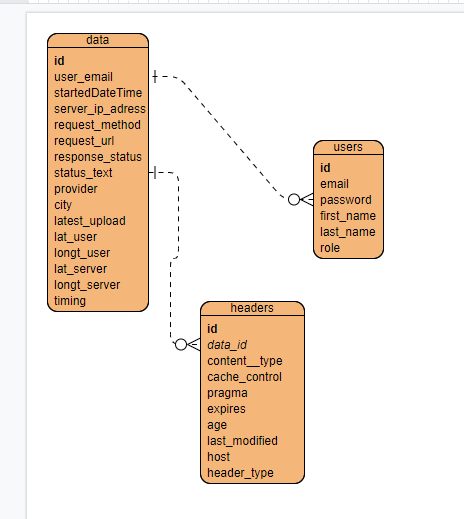 data
id
user_email
startedDateTime
server_ip_adress
request_method
request_url
response_status
status_text
provider
city
latest_upload
lat_user
longt_user
lat_server
longt_server
timing
users
id
email
password
first_name
last_name
role
headers
id
data_id
content__type
cache_control
pragma
expires
age
last_modified
host
header_type